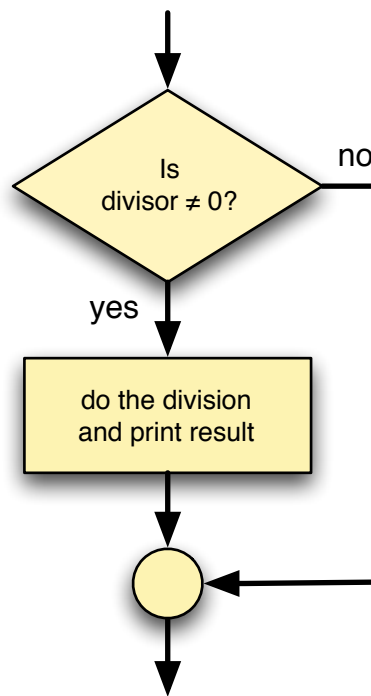 Is
divisor ≠ 0?
no
yes
do the division
and print result